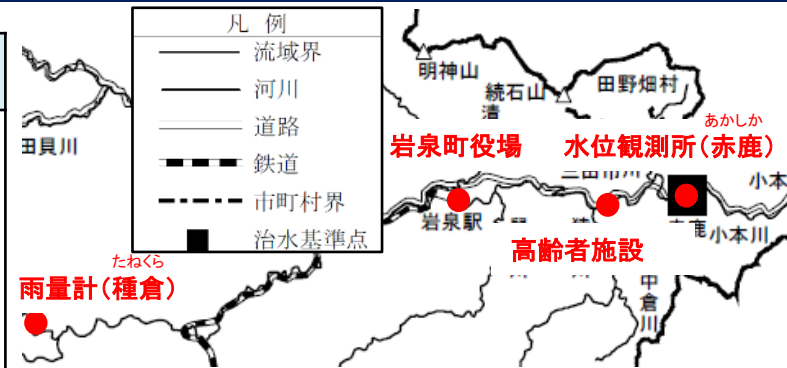 凡 例
流域界
河川
道路
鉄道
市町村界
治水基準点
明神山
続石山
田野畑村
田貝川
岩泉町役場
あかしか
水位観測所(赤鹿)
小本
岩泉駅
鹿
小本川
高齢者施設
中倉川
たねくら
雨量計(種倉)